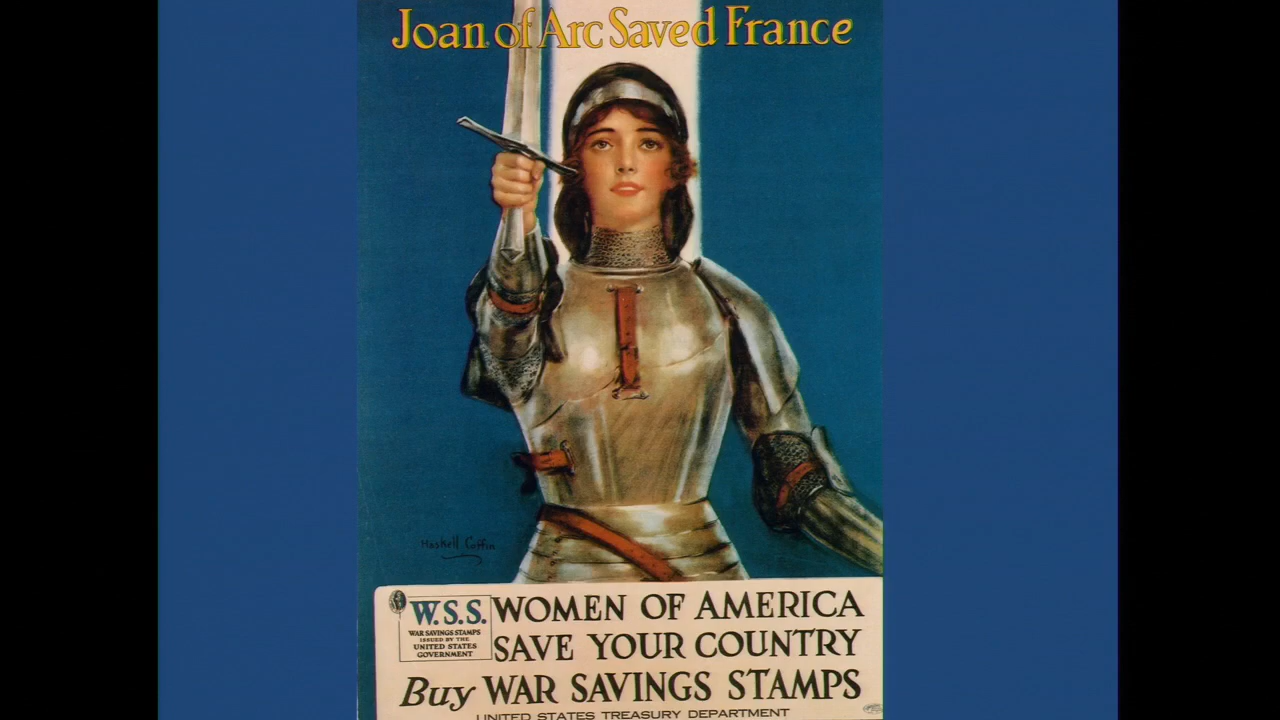 Joan of Arc Saved France
Haskell Coffin
W.S.S.
WAR SAVINGS STAMPS
ISSUED BY THE
UNITED STATES
GOVERNMENT
WOMEN OF AMERICA
SAVE YOUR COUNTRY
Buy WAR SAVINGS STAMPS
UNITED STATES TREASURY DEPARTMENT